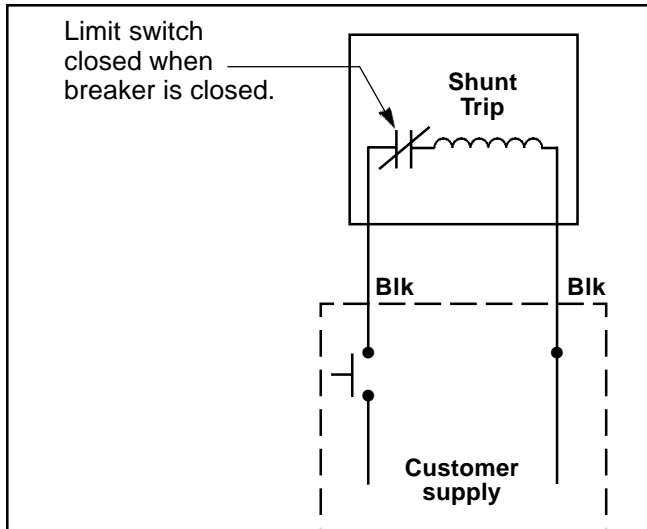 Limit switch
closed when
breaker is closed.
Shunt
Trip
Blk
Blk
Customer
supply